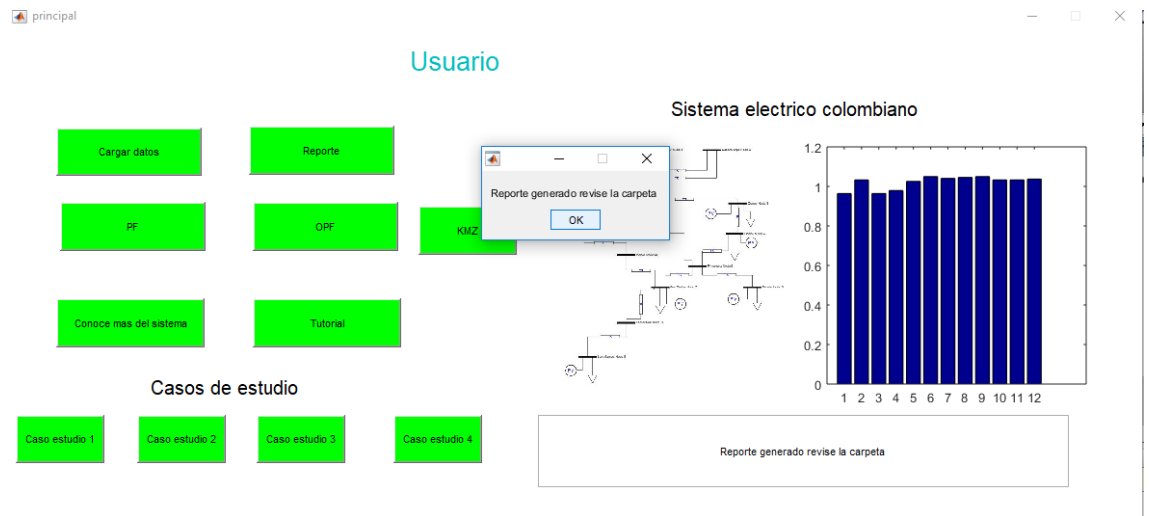 principal
Usuario
Sistema electrico colombiano
Cargar datos
Reporte
Reporte generado revise la carpeta
OK
PF
OPF
KMZ
Conoce mas del sistema
Tutorial
Casos de estudio
Caso estudio 1
Caso estudio 2
Caso estudio 3
Caso estudio 4
1.2
1
0.8
0.6
0.4
0.2
0
1 2 3 4 5 6 7 8 9 10 11 12
Reporte generado revise la carpeta